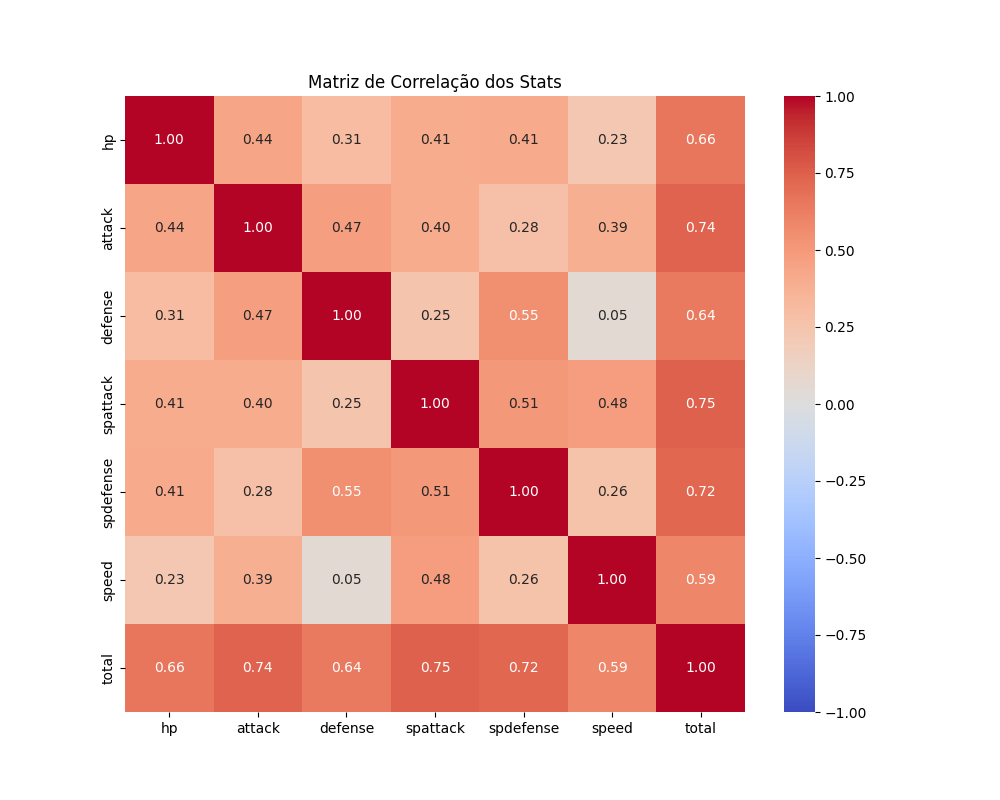 Matriz de Correlação dos Stats
hp 1.00 0.44 0.31 0.41 0.41 0.23 0.66
attack 0.44 1.00 0.47 0.40 0.28 0.39 0.74
defense 0.31 0.47 1.00 0.25 0.55 0.05 0.64
spattack 0.41 0.40 0.25 1.00 0.51 0.48 0.75
spdefense 0.41 0.28 0.55 0.51 1.00 0.26 0.72
speed 0.23 0.39 0.05 0.48 0.26 1.00 0.59
total 0.66 0.74 0.64 0.75 0.72 0.59 1.00
hp attack defense spattack spdefense speed total
1.00
0.75
0.50
0.25
0.00
−0.25
−0.50
−0.75
−1.00